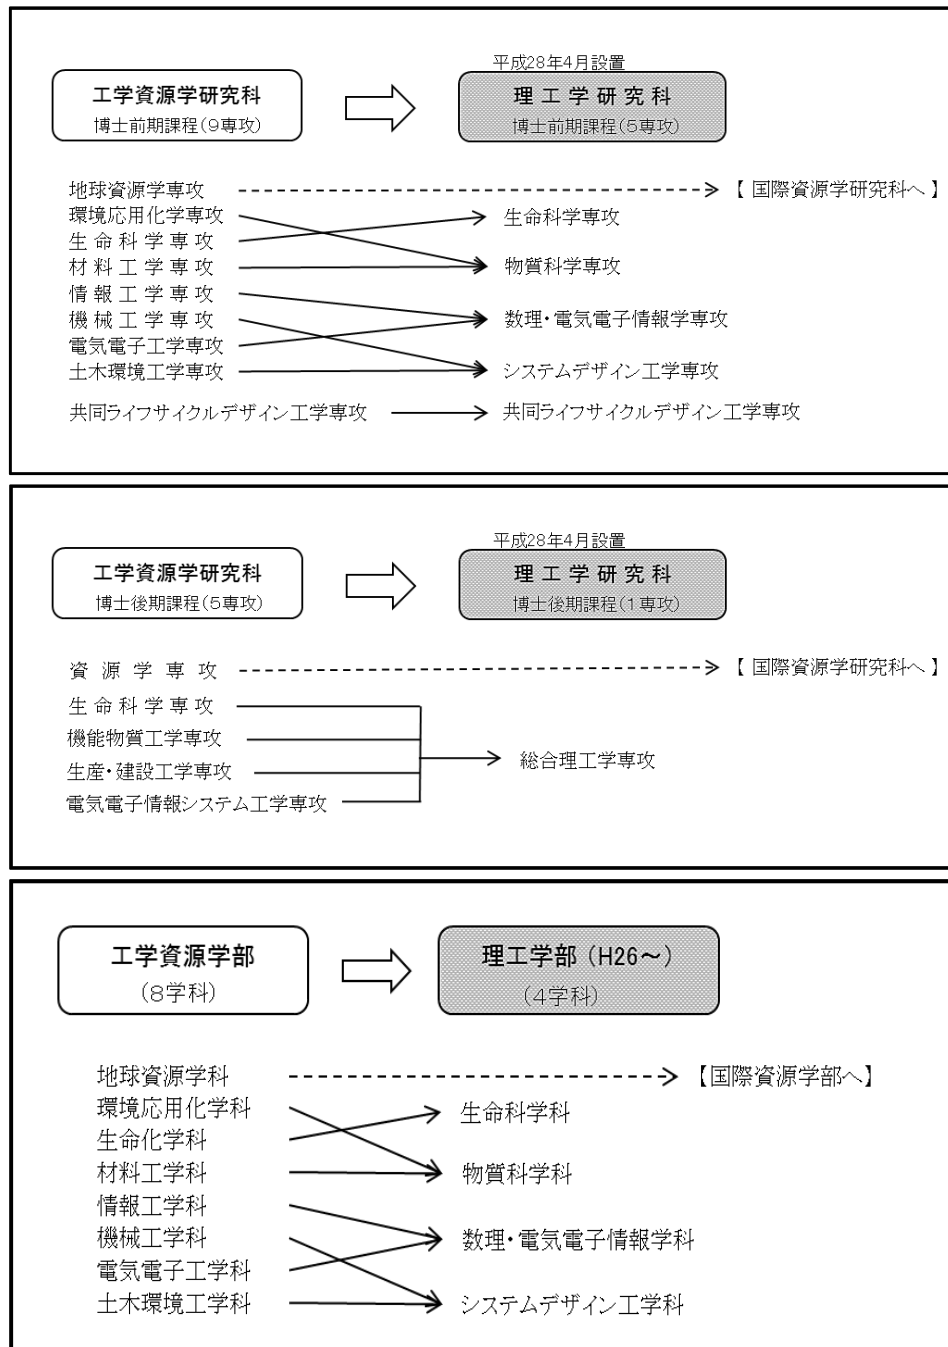 平成28年4月設置
工学資源学研究科
博士前期課程(9専攻)
理工学研究科
博士前期課程(5専攻)
地球資源学専攻
【国際資源学研究科へ】
環境応用化学専攻
生命科学専攻
生命科学専攻
材料工学専攻
物質科学専攻
情報工学専攻
機械工学専攻
数理・電気電子情報学専攻
電気電子工学専攻
土木環境工学専攻
システムデザイン工学専攻
共同ライフサイクルデザイン工学専攻
共同ライフサイクルデザイン工学専攻
平成28年4月設置
工学資源学研究科
博士後期課程(5専攻)
理工学研究科
博士後期課程(1専攻)
資源学専攻
【国際資源学研究科へ】
生命科学専攻
機能物質工学専攻
総合理工学専攻
生産・建設工学専攻
電気電子情報システム工学専攻
工学資源学部
(8学科)
理工学部(H26~)
(4学科)
地球資源学科
【国際資源学部へ】
環境応用化学科
生命科学科
生命化学科
材料工学科
物質科学科
情報工学科
機械工学科
数理・電気電子情報学科
電気電子工学科
土木環境工学科
システムデザイン工学科